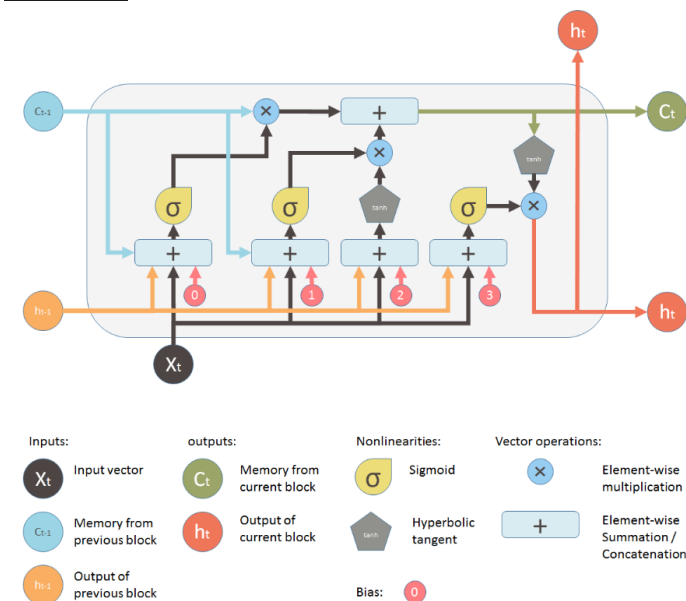 ht
Ct-1
×
+
Ct
tanh
×
σ
σ
tanh
σ
×
+
+
+
+
0
1
2
3
ht-1
ht
Xt
Inputs:
outputs:
Nonlinearities:
Vector operations:
Xt
Input vector
Ct
Memory from
current block
σ
Sigmoid
×
Element-wise
multiplication
Ct-1
Memory from
previous block
ht
Output of
current block
tanh
Hyperbolic
tangent
+
Element-wise
Summation /
Concatenation
ht-1
Output of
previous block
Bias:
0